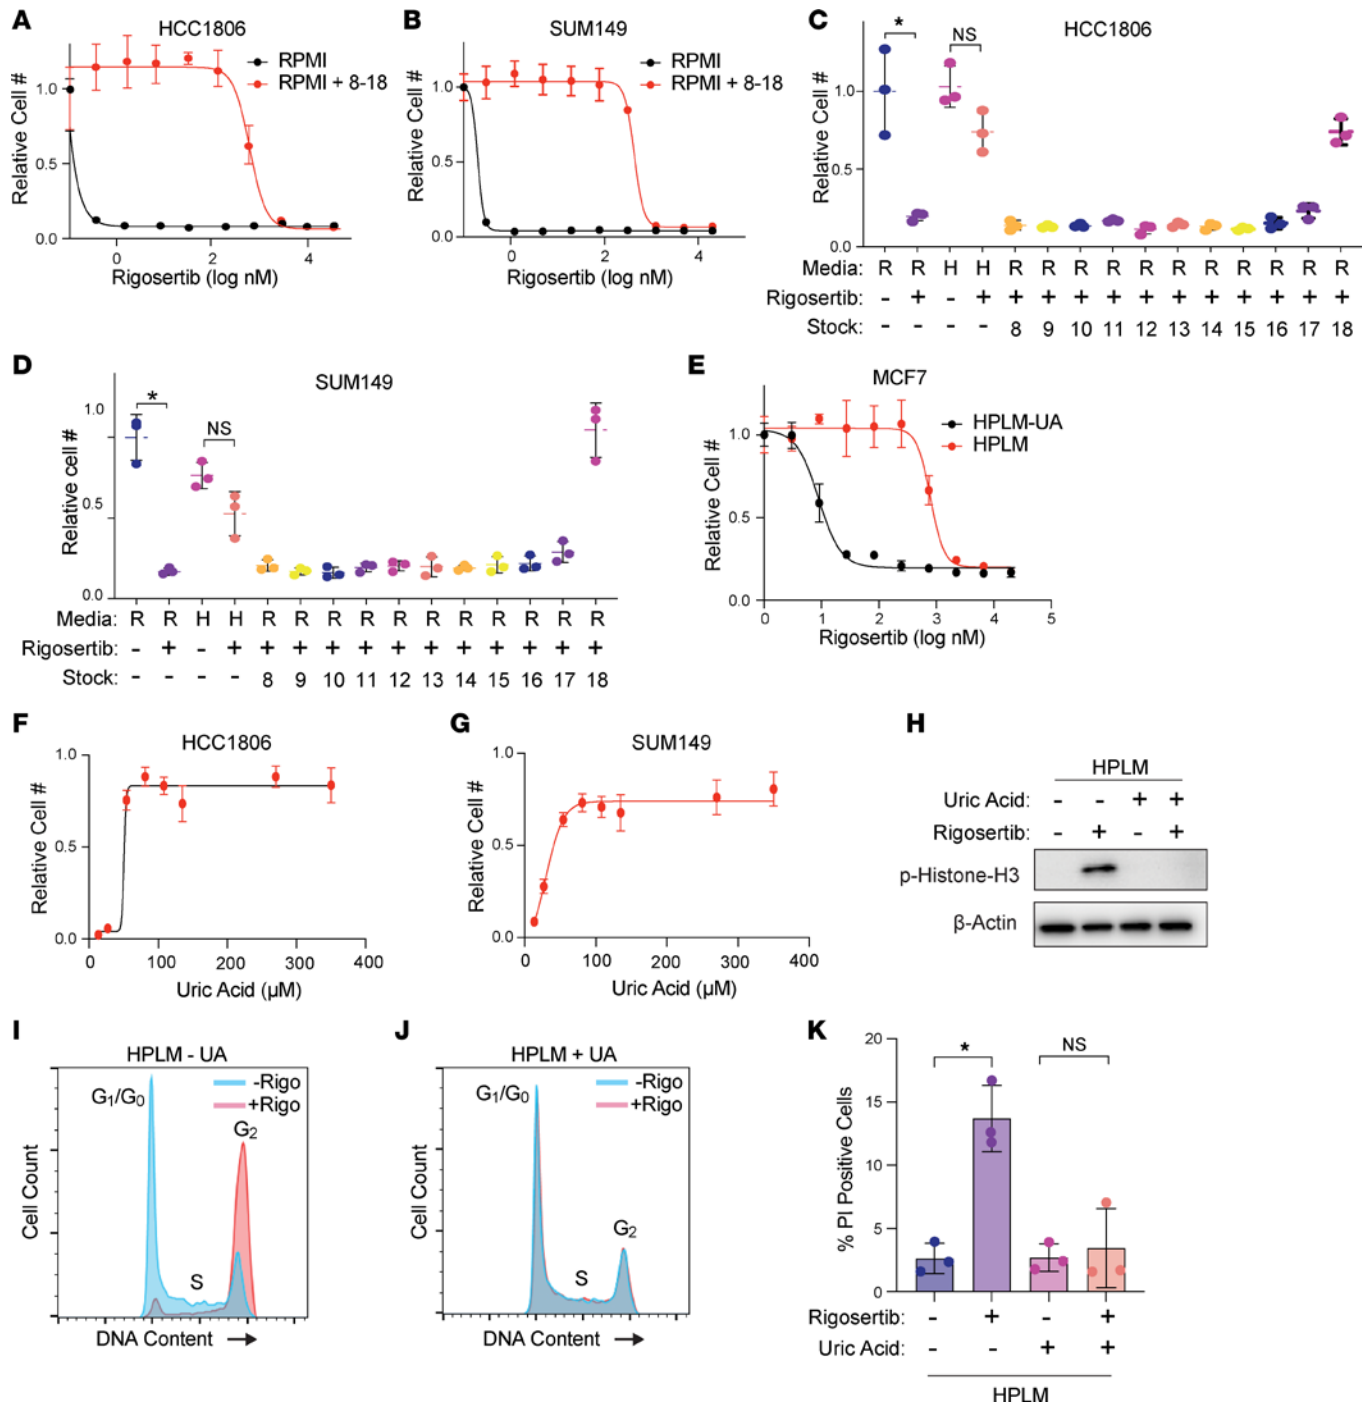 A
HCC1806
Relative Cell #
1.0
0.5
0.0
0 2 4
Rigosertib (log nM)
RPMI
RPMI + 8-18
B
SUM149
Relative Cell #
1.0
0.5
0.0
0 2 4
Rigosertib (log nM)
RPMI
RPMI + 8-18
C
HCC1806
* NS
Relative Cell #
1.0
0.5
0.0
Media: R R H H R R R R R R R R R R R
Rigosertib: - + - + + + + + + + + + + + +
Stock: - - - - 8 9 10 11 12 13 14 15 16 17 18
D
SUM149
* NS
Relative cell #
1.0
0.5
0.0
Media: R R H H R R R R R R R R R R R
Rigosertib: - + - + + + + + + + + + + + +
Stock: - - - - 8 9 10 11 12 13 14 15 16 17 18
E
MCF7
Relative Cell #
1.0
0.5
0.0
0 1 2 3 4 5
Rigosertib (log nM)
HPLM-UA
HPLM
F
HCC1806
Relative Cell #
1.0
0.5
0.0
0 100 200 300 400
Uric Acid (µM)
G
SUM149
Relative Cell #
1.0
0.5
0.0
0 100 200 300 400
Uric Acid (µM)
H
HPLM
Uric Acid: - - + +
Rigosertib: - + - +
p-Histone-H3
β-Actin
I
HPLM - UA
Cell Count
G1/G0
S
G2
-Rigo
+Rigo
DNA Content
J
HPLM + UA
Cell Count
G1/G0
S
G2
-Rigo
+Rigo
DNA Content
K
% PI Positive Cells
20
15
10
5
0
* NS
Rigosertib: - + - +
Uric Acid: - - + +
HPLM